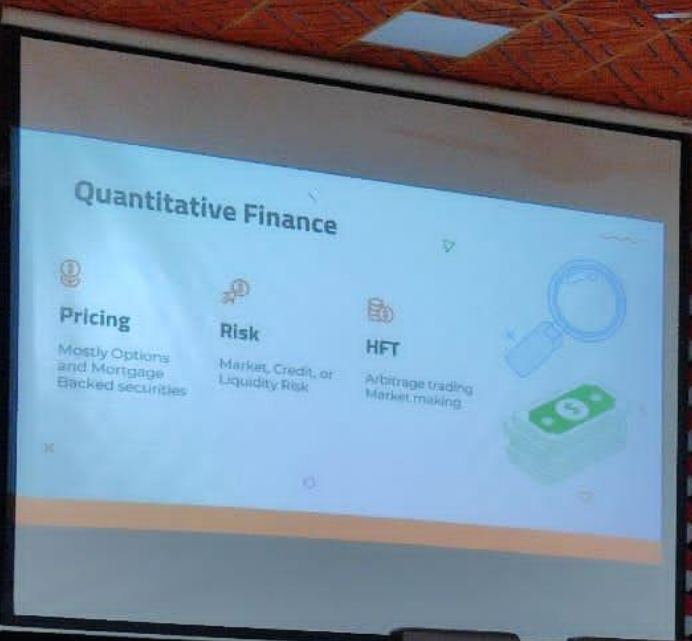 Quantitative Finance
Pricing
Mostly Options
and Mortgage
Backed securities
Risk
Market, Credit, or
Liquidity Risk
HFT
Arbitrage trading
Market making